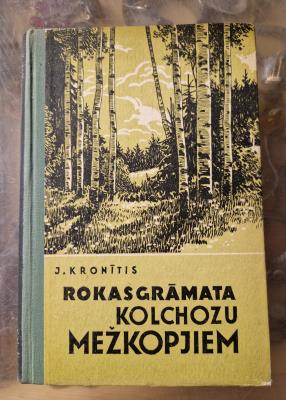 J. KRONĪTIS
ROKASGRĀMATA
KOLCHOZU
MEŽKOPJIEM